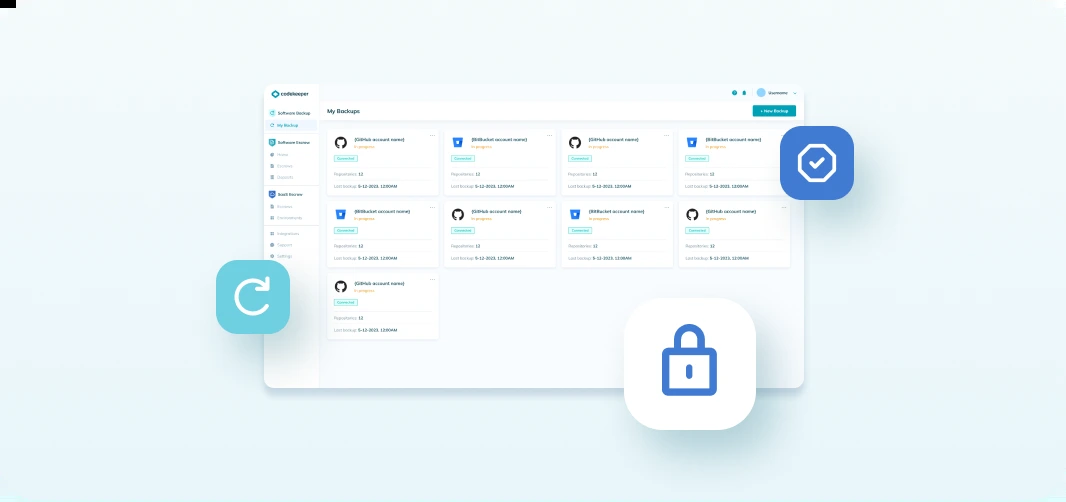 codekeeper
Username
Software Backup
My Backups
+ New Backup
My Backup
Software Escrow
Home
Escrows
Deposits
SaaS Escrow
Escrows
Environments
Integrations
Support
Settings
(GitHub account name)
In progress
Connected
Repositories: 12
Last backup: 5-12-2023, 12:00AM
(BitBucket account name)
In progress
Connected
Repositories: 12
Last backup: 5-12-2023, 12:00AM
(GitHub account name)
In progress
Connected
Repositories: 12
Last backup: 5-12-2023, 12:00AM
(BitBucket account name)
In progress
Connected
Repositories: 12
Last backup: 5-12-2023, 12:00AM
(BitBucket account name)
In progress
Connected
Repositories: 12
Last backup: 5-12-2023, 12:00AM
(GitHub account name)
In progress
Connected
Repositories: 12
Last backup: 5-12-2023, 12:00AM
(BitBucket account name)
In progress
Connected
Repositories: 12
Last backup: 5-12-2023, 12:00AM
(GitHub account name)
In progress
Connected
Repositories: 12
Last backup: 5-12-2023, 12:00AM
(GitHub account name)
In progress
Connected
Repositories: 12
Last backup: 5-12-2023, 12:00AM